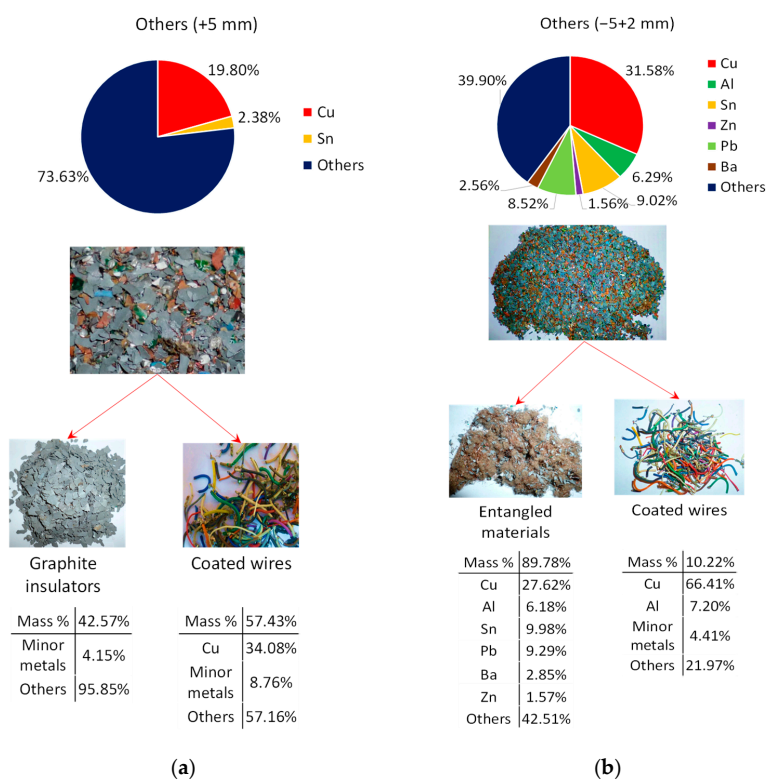 Others (+5 mm)
19.80%
2.38%
73.63%
Cu
Sn
Others
Graphite
insulators
Mass % 42.57%
Minor
metals 4.15%
Others 95.85%
Coated wires
Mass % 57.43%
Cu 34.08%
Minor
metals 8.76%
Others 57.16%
(a)
Others (−5+2 mm)
39.90%
31.58%
6.29%
9.02%
1.56%
8.52%
2.56%
Cu
Al
Sn
Zn
Pb
Ba
Others
Entangled
materials
Mass % 89.78%
Cu 27.62%
Al 6.18%
Sn 9.98%
Pb 9.29%
Ba 2.85%
Zn 1.57%
Others 42.51%
Coated wires
Mass % 10.22%
Cu 66.41%
Al 7.20%
Minor
metals 4.41%
Others 21.97%
(b)